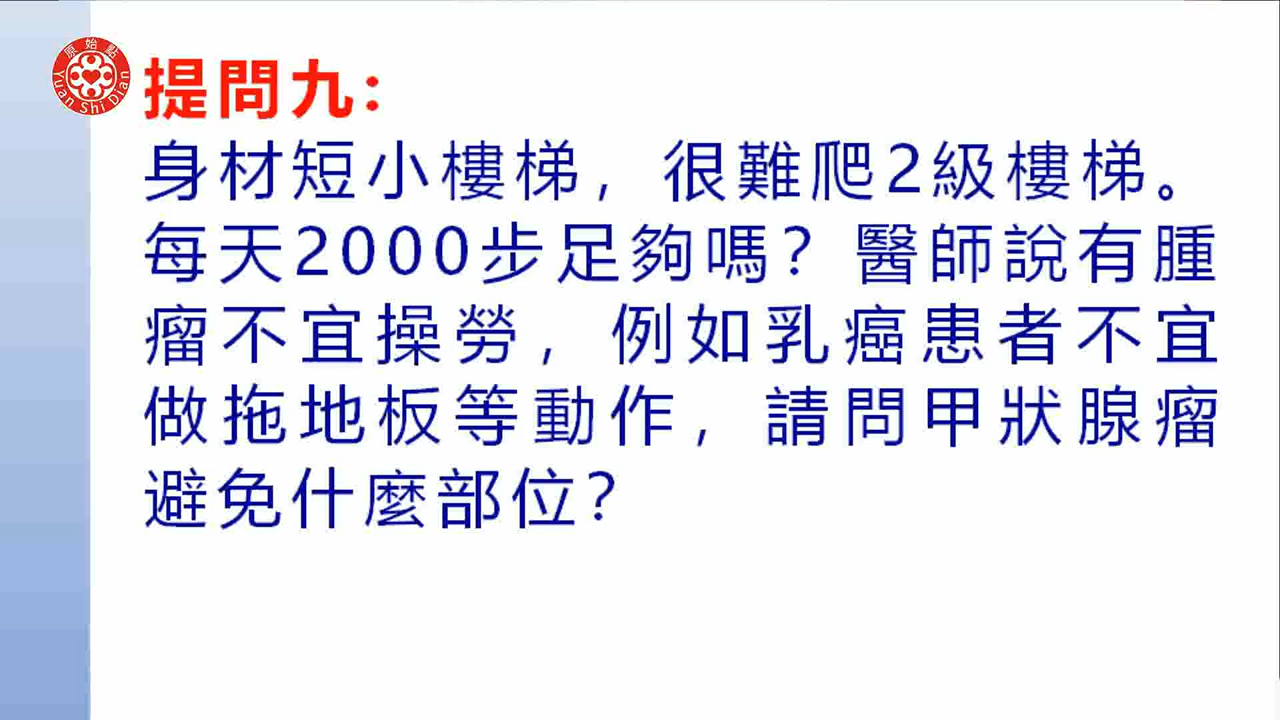 原始點
Yuan Shi Dian
提問九：
身材短小樓梯，很難爬2級樓梯。
每天2000步足夠嗎？醫師說有腫
瘤不宜操勞，例如乳癌患者不宜
做拖地板等動作，請問甲狀腺瘤
避免什麼部位？